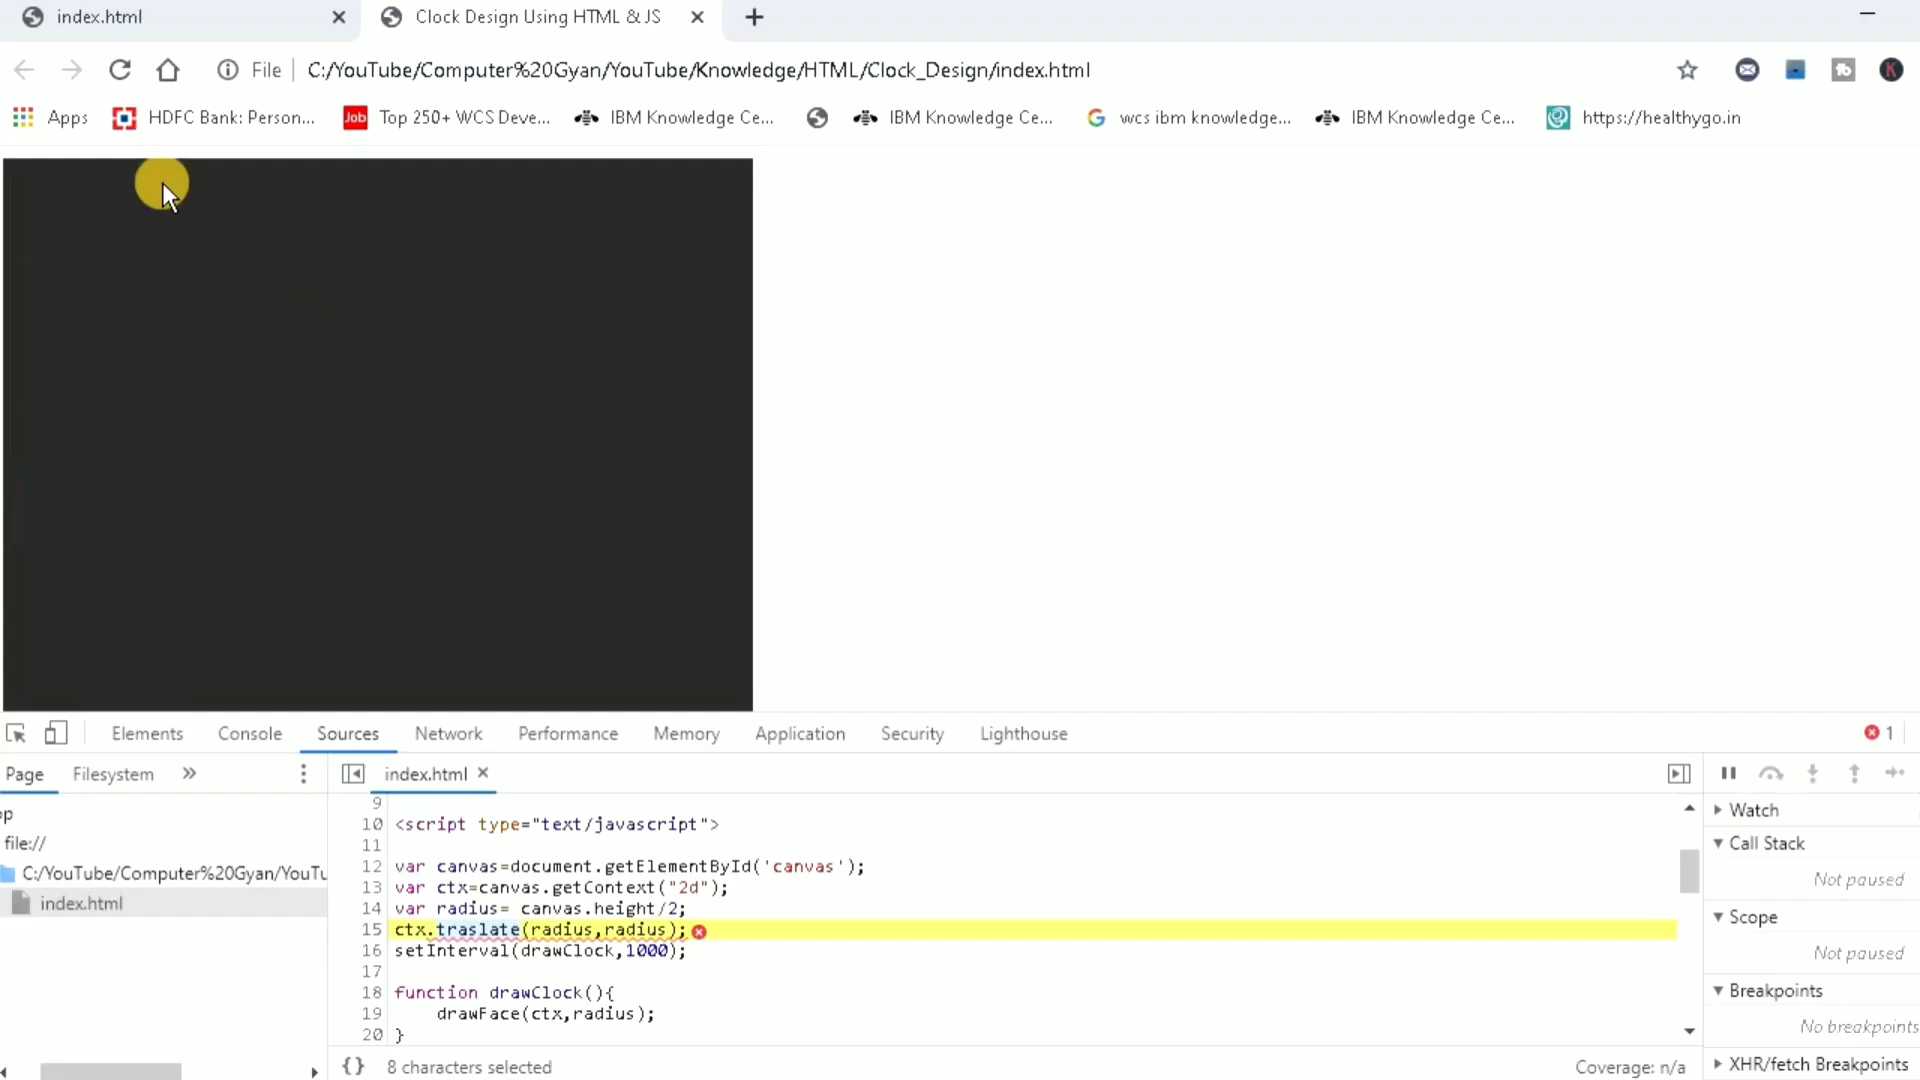 index.html
Clock Design Using HTML & JS
File
C:/YouTube/Computer%20Gyan/YouTube/Knowledge/HTML/Clock_Design/index.html
tb
K
Apps
HDFC Bank: Person...
Job
Top 250+ WCS Deve...
IBM Knowledge Ce...
IBM Knowledge Ce...
G
wcs ibm knowledge...
IBM Knowledge Ce...
https://healthygo.in
Elements
Console
Sources
Network
Performance
Memory
Application
Security
Lighthouse
1
Page
Filesystem
»
index.html
op
file://
C:/YouTube/Computer%20Gyan/YouTu
index.html
9
10 <script type="text/javascript">
11
12 var canvas=document.getElementById('canvas');
13 var ctx=canvas.getContext("2d");
14 var radius= canvas.height/2;
15 ctx.traslate(radius,radius);
16 setInterval(drawClock,1000);
17
18 function drawClock(){
19 drawFace(ctx,radius);
20 }
{} 8 characters selected
Coverage: n/a
Watch
Call Stack
Not paused
Scope
Not paused
Breakpoints
No breakpoints
XHR/fetch Breakpoints